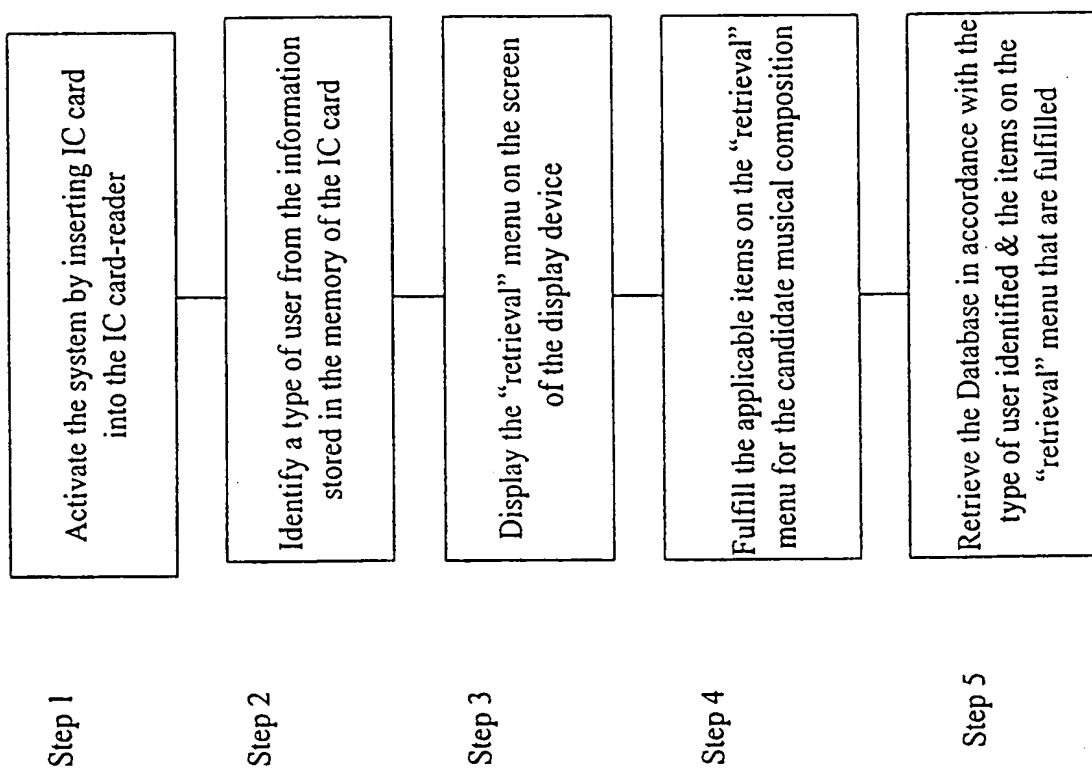 Step 1
Activate the system by inserting IC card
into the IC card-reader
Step 2
Identify a type of user from the information
stored in the memory of the IC card
Step 3
Display the “retrieval” menu on the screen
of the display device
Step 4
Fulfill the applicable items on the “retrieval”
menu for the candidate musical composition
Step 5
Retrieve the Database in accordance with the
type of user identified & the items on the
“retrieval” menu that are fulfilled